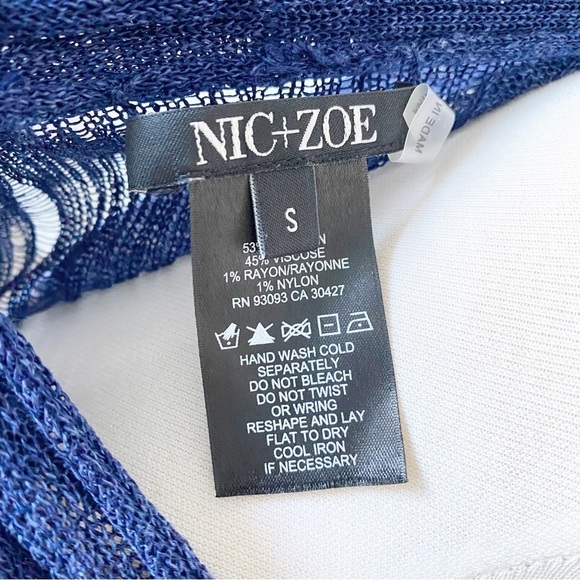 NIC+ZOE
MADE IN
S
53%
45% VISCOSE
1% RAYON/RAYONNE
1% NYLON
RN 93093 CA 30427
HAND WASH COLD
SEPARATELY
DO NOT BLEACH
DO NOT TWIST
OR WRING
RESHAPE AND LAY
FLAT TO DRY
COOL IRON
IF NECESSARY